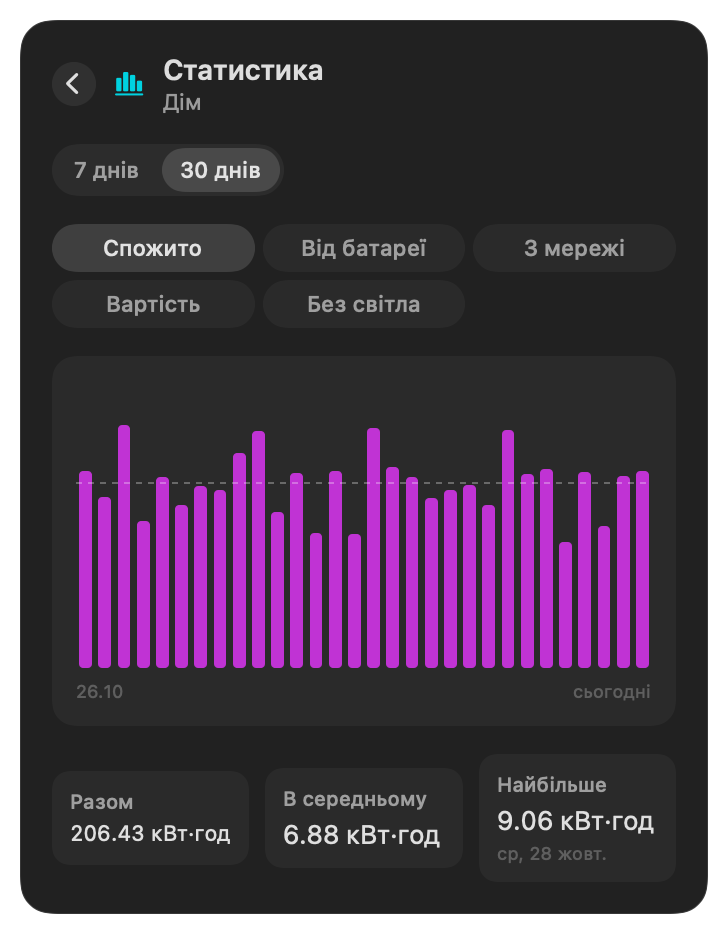 Статистика
Дім
7 днів
30 днів
Спожито
Від батареї
З мережі
Вартість
Без світла
26.10
сьогодні
Разом
206.43 кВт·год
В середньому
6.88 кВт·год
Найбільше
9.06 кВт·год
ср, 28 жовт.